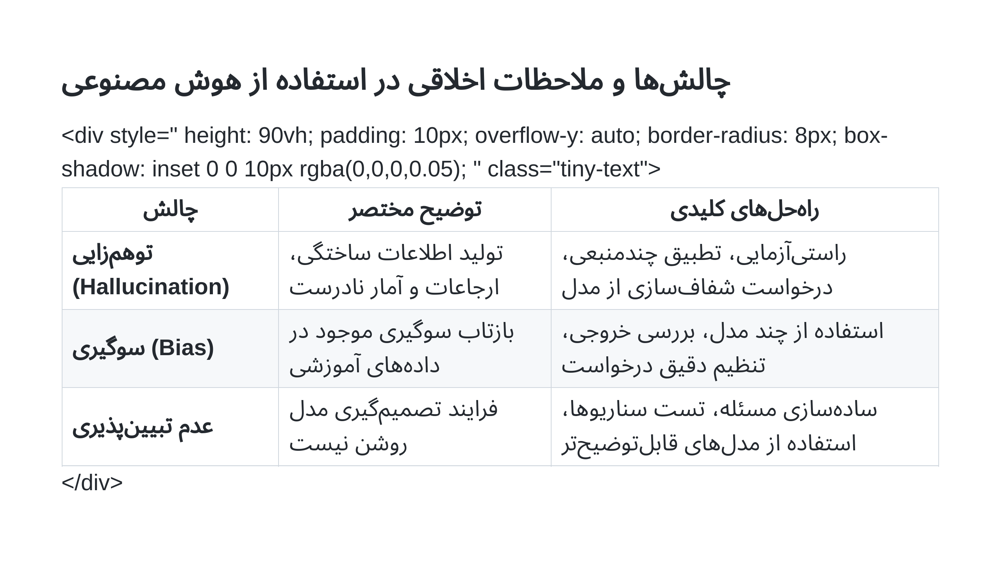 چالش‌ها و ملاحظات اخلاقی در استفاده از هوش مصنوعی
<div style=" height: 90vh; padding: 10px; overflow-y: auto; border-radius: 8px; box-
shadow: inset 0 0 10px rgba(0,0,0,0.05); " class="tiny-text">
چالش
توضیح مختصر
راه‌حل‌های کلیدی
توهم‌زایی
(Hallucination)
تولید اطلاعات ساختگی،
ارجاعات و آمار نادرست
راستی‌آزمایی، تطبیق چندمنبعی،
درخواست شفاف‌سازی از مدل
سوگیری (Bias)
بازتاب سوگیری موجود در
داده‌های آموزشی
استفاده از چند مدل، بررسی خروجی،
تنظیم دقیق درخواست
عدم تبیین‌پذیری
فرایند تصمیم‌گیری مدل
روشن نیست
ساده‌سازی مسئله، تست سناریوها،
استفاده از مدل‌های قابل‌توضیح‌تر
</div>